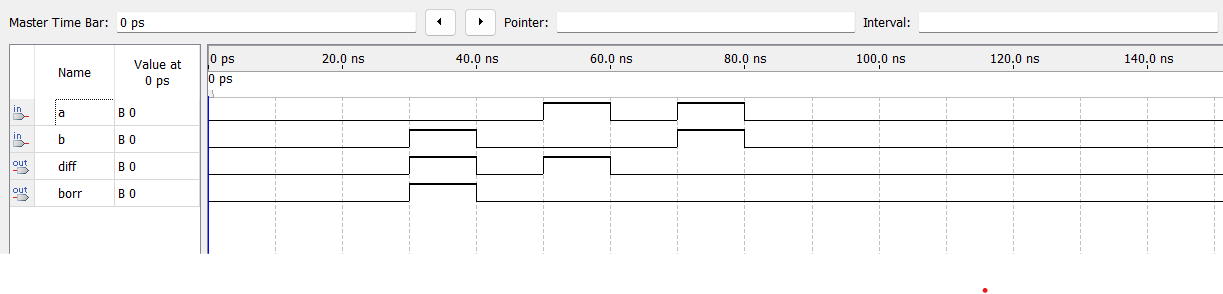 Master Time Bar: 0 ps Pointer: Interval:
Name Value at 0 ps
0 ps 20.0 ns 40.0 ns 60.0 ns 80.0 ns 100.0 ns 120.0 ns 140.0 ns
0 ps
in a B 0
in b B 0
out diff B 0
out borr B 0